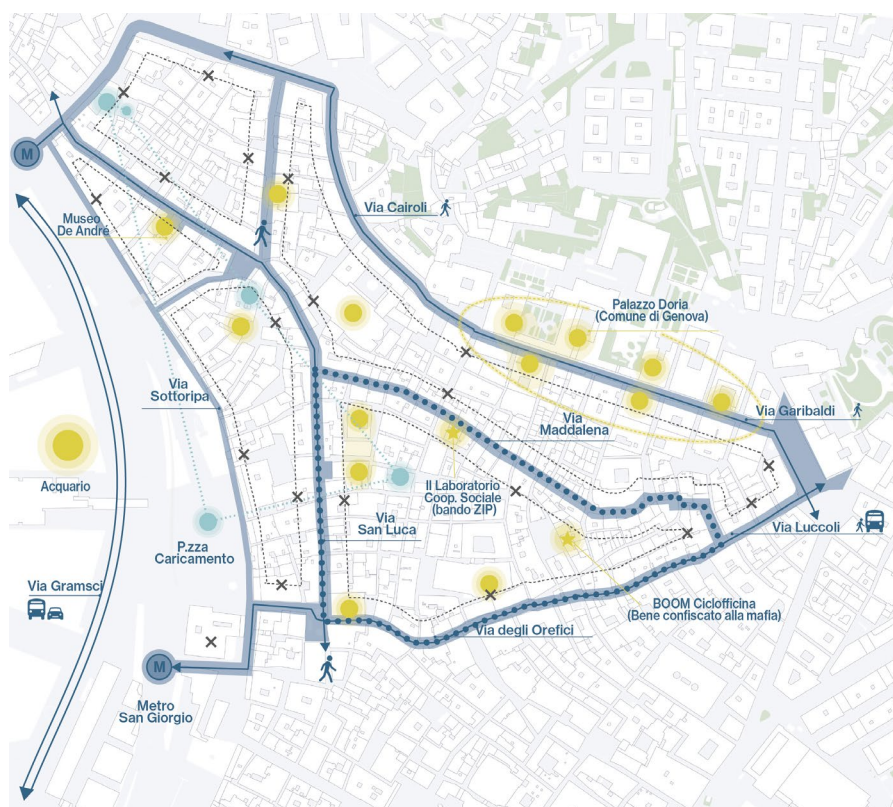 M
Via Cairoli
Museo
De André
Palazzo Doria
(Comune di Genova)
Via
Sottoripa
Via
Maddalena
Via Garibaldi
Acquario
Il Laboratorio
Coop. Sociale
(bando ZIP)
Via
San Luca
Via Luccoli
P.zza
Caricamento
Via Gramsci
BOOM Ciclofficina
(Bene confiscato alla mafia)
Via degli Orefici
M
Metro
San Giorgio